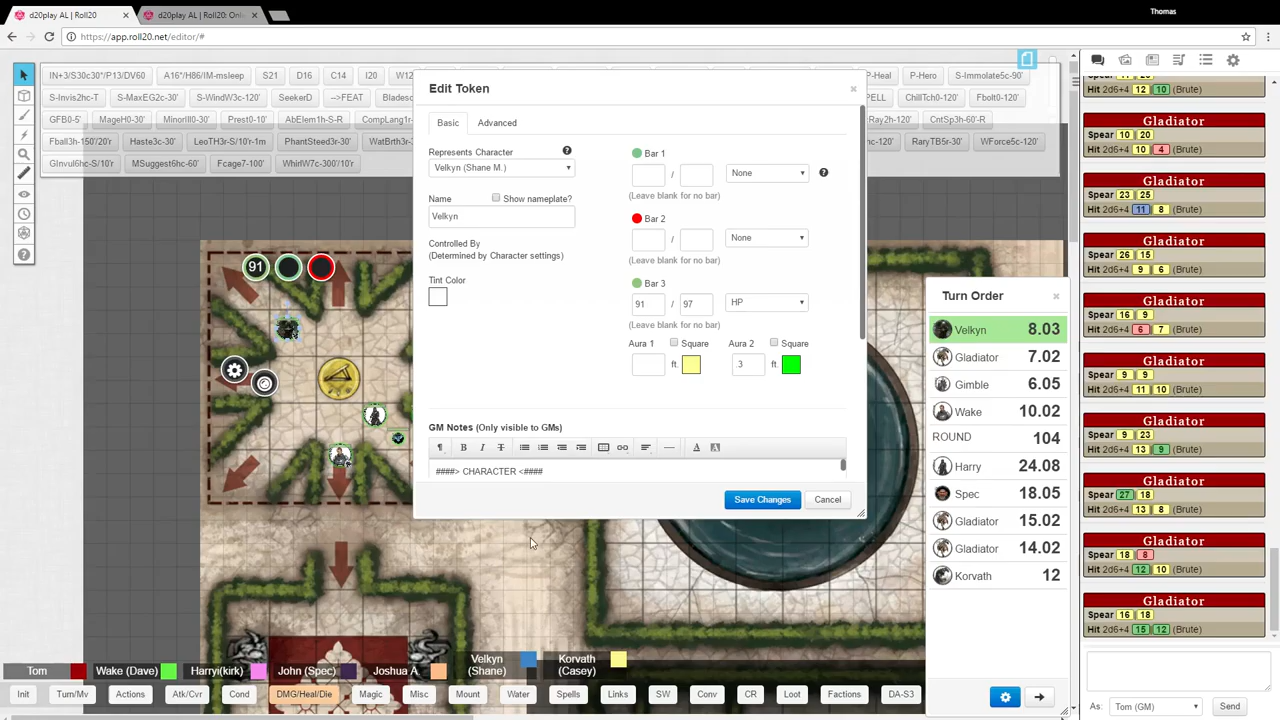 Thomas
d20play AL | Roll20
d20play AL | Roll20: Onli
https://app.roll20.net/editor/#
IN+3/S30c30"/P13/DV60 A16"/H86/IM-msleep S21 D16 C14 I20 W12 P-Heal P-Hero S-Immolate5c-90'
S-Invis2hc-T S-MaxEG2c-30' S-WindW3c-120' SeekerD -->FEAT Bladesc PELL ChillTch0-120' Fbolt0-120'
GFB0-5' MageH0-30' MinorIll0-30' Prest0-10' AbElem1h-S-R CompLang1- Ray2h-120' CntSp3h-60'-R
Fball3h-150'/20'r Haste3c-30' LeoTH3r-S/10'r-1m PhantSteed3r-30' WatBrth3r- c-120' RaryTB5r-30' WForce5c-120'
GInvul6hc-S/10'r MSuggest6hc-60' Fcage7-100' WhirlW7c-300'/10'r
Edit Token
Basic Advanced
Represents Character
Velkyn (Shane M.)
Name Show nameplate?
Velkyn
Controlled By
(Determined by Character settings)
Tint Color
Bar 1
/ None
(Leave blank for no bar)
Bar 2
/ None
(Leave blank for no bar)
Bar 3
91 / 97 HP
(Leave blank for no bar)
Aura 1 Square Aura 2 Square
ft. .3 ft.
GM Notes (Only visible to GMs)
####> CHARACTER <####
Save Changes Cancel
91
Turn Order
Velkyn 8.03
Gladiator 7.02
Gimble 6.05
Wake 10.02
ROUND 104
Harry 24.08
Spec 18.05
Gladiator 15.02
Gladiator 14.02
Korvath 12
Hit 2d6+4 12 10 (Brute)
Gladiator
Spear 10 20
Hit 2d6+4 10 4 (Brute)
Gladiator
Spear 23 25
Hit 2d6+4 11 8 (Brute)
Gladiator
Spear 26 15
Hit 2d6+4 9 6 (Brute)
Gladiator
Spear 16 9
Hit 2d6+4 6 7 (Brute)
Gladiator
Spear 9 9
Hit 2d6+4 11 10 (Brute)
Gladiator
Spear 9 23
Hit 2d6+4 13 9 (Brute)
Gladiator
Spear 27 18
Hit 2d6+4 13 8 (Brute)
Gladiator
Spear 18 8
Hit 2d6+4 12 10 (Brute)
Gladiator
Spear 16 18
Hit 2d6+4 15 12 (Brute)
Tom Wake (Dave) Harry(kirk) John (Spec) Joshua A Velkyn (Shane) Korvath (Casey)
Init Turn/Mv Actions Atk/Cvr Cond DMG/Heal/Die Magic Misc Mount Water Spells Links SW Conv CR Loot Factions DA-S3
As: Tom (GM) Send